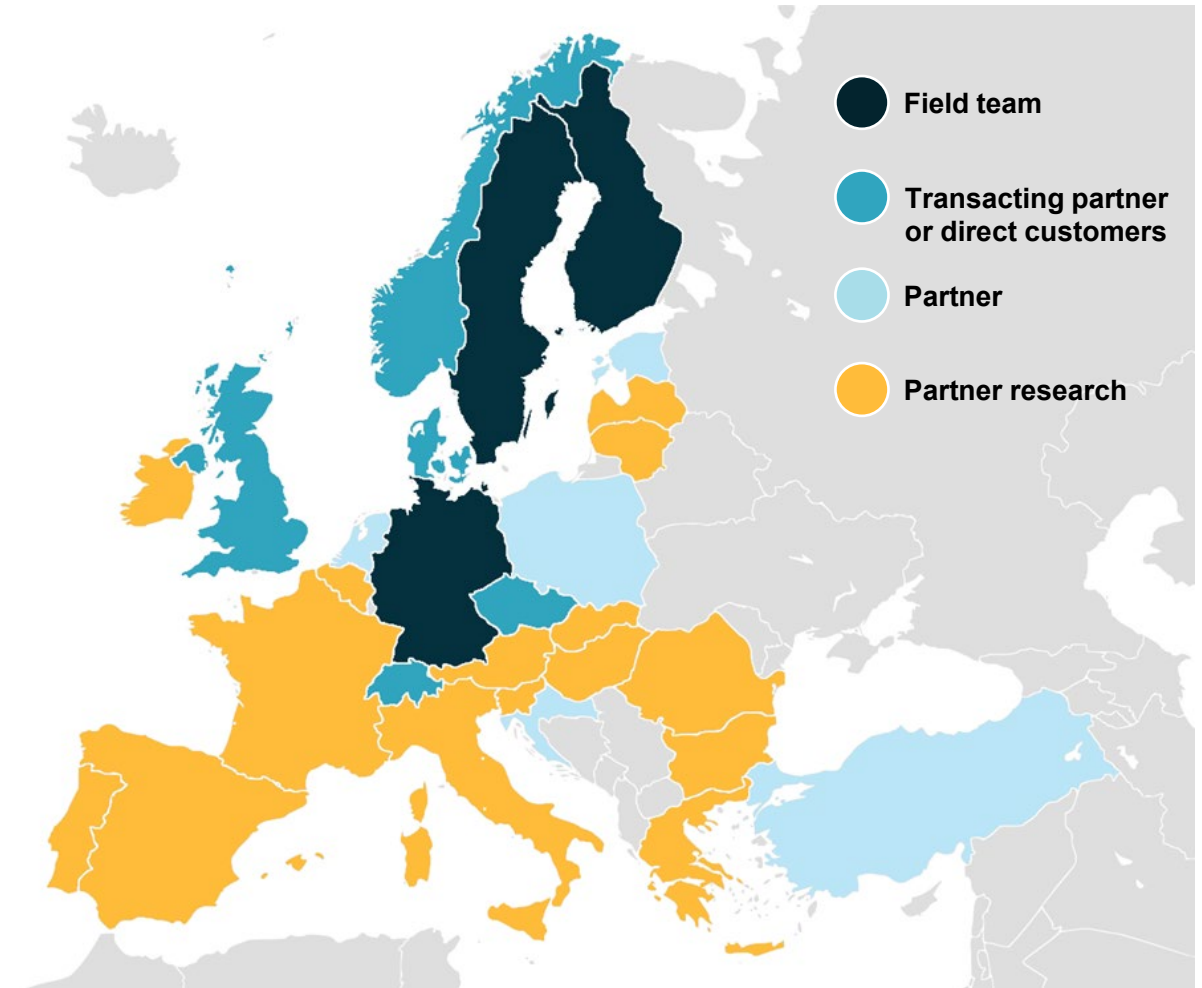 Field team
Transacting partner
or direct customers
Partner
Partner research